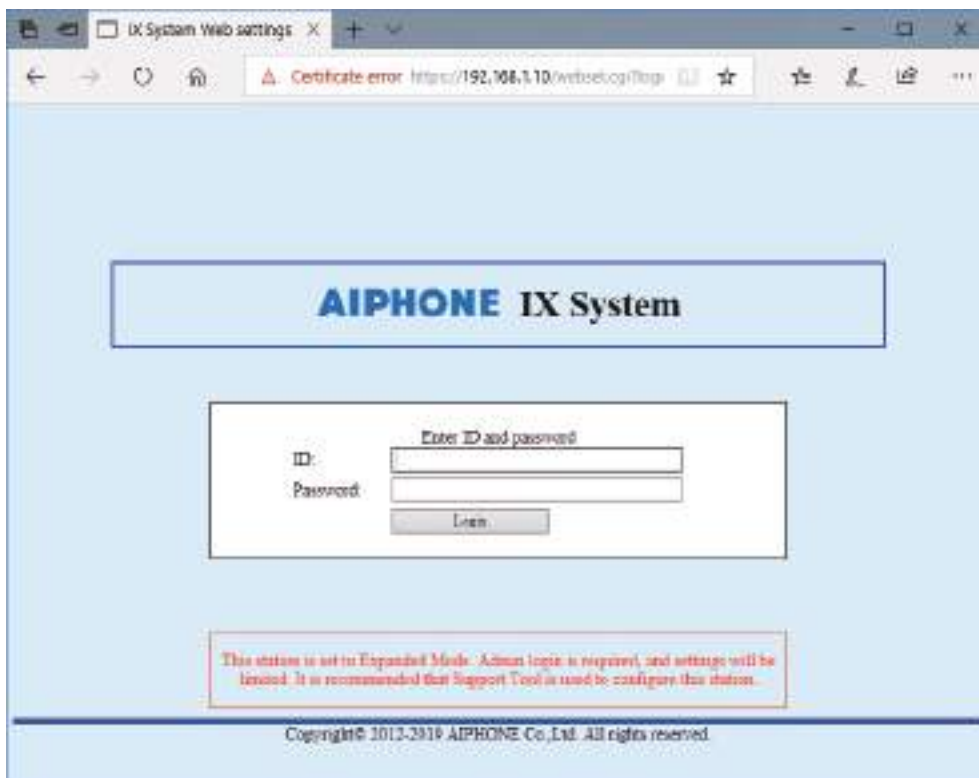 IX System Web settings
Certificate error https://192.168.1.10/webset.cgi?logi
AIPHONE IX System
Enter ID and password
ID:
Password:
Login
This station is set to Expanded Mode. Admin login is required, and settings will be
limited. It is recommended that Support Tool is used to configure this station.
Copyright© 2012-2019 AIPHONE Co.,Ltd. All rights reserved.